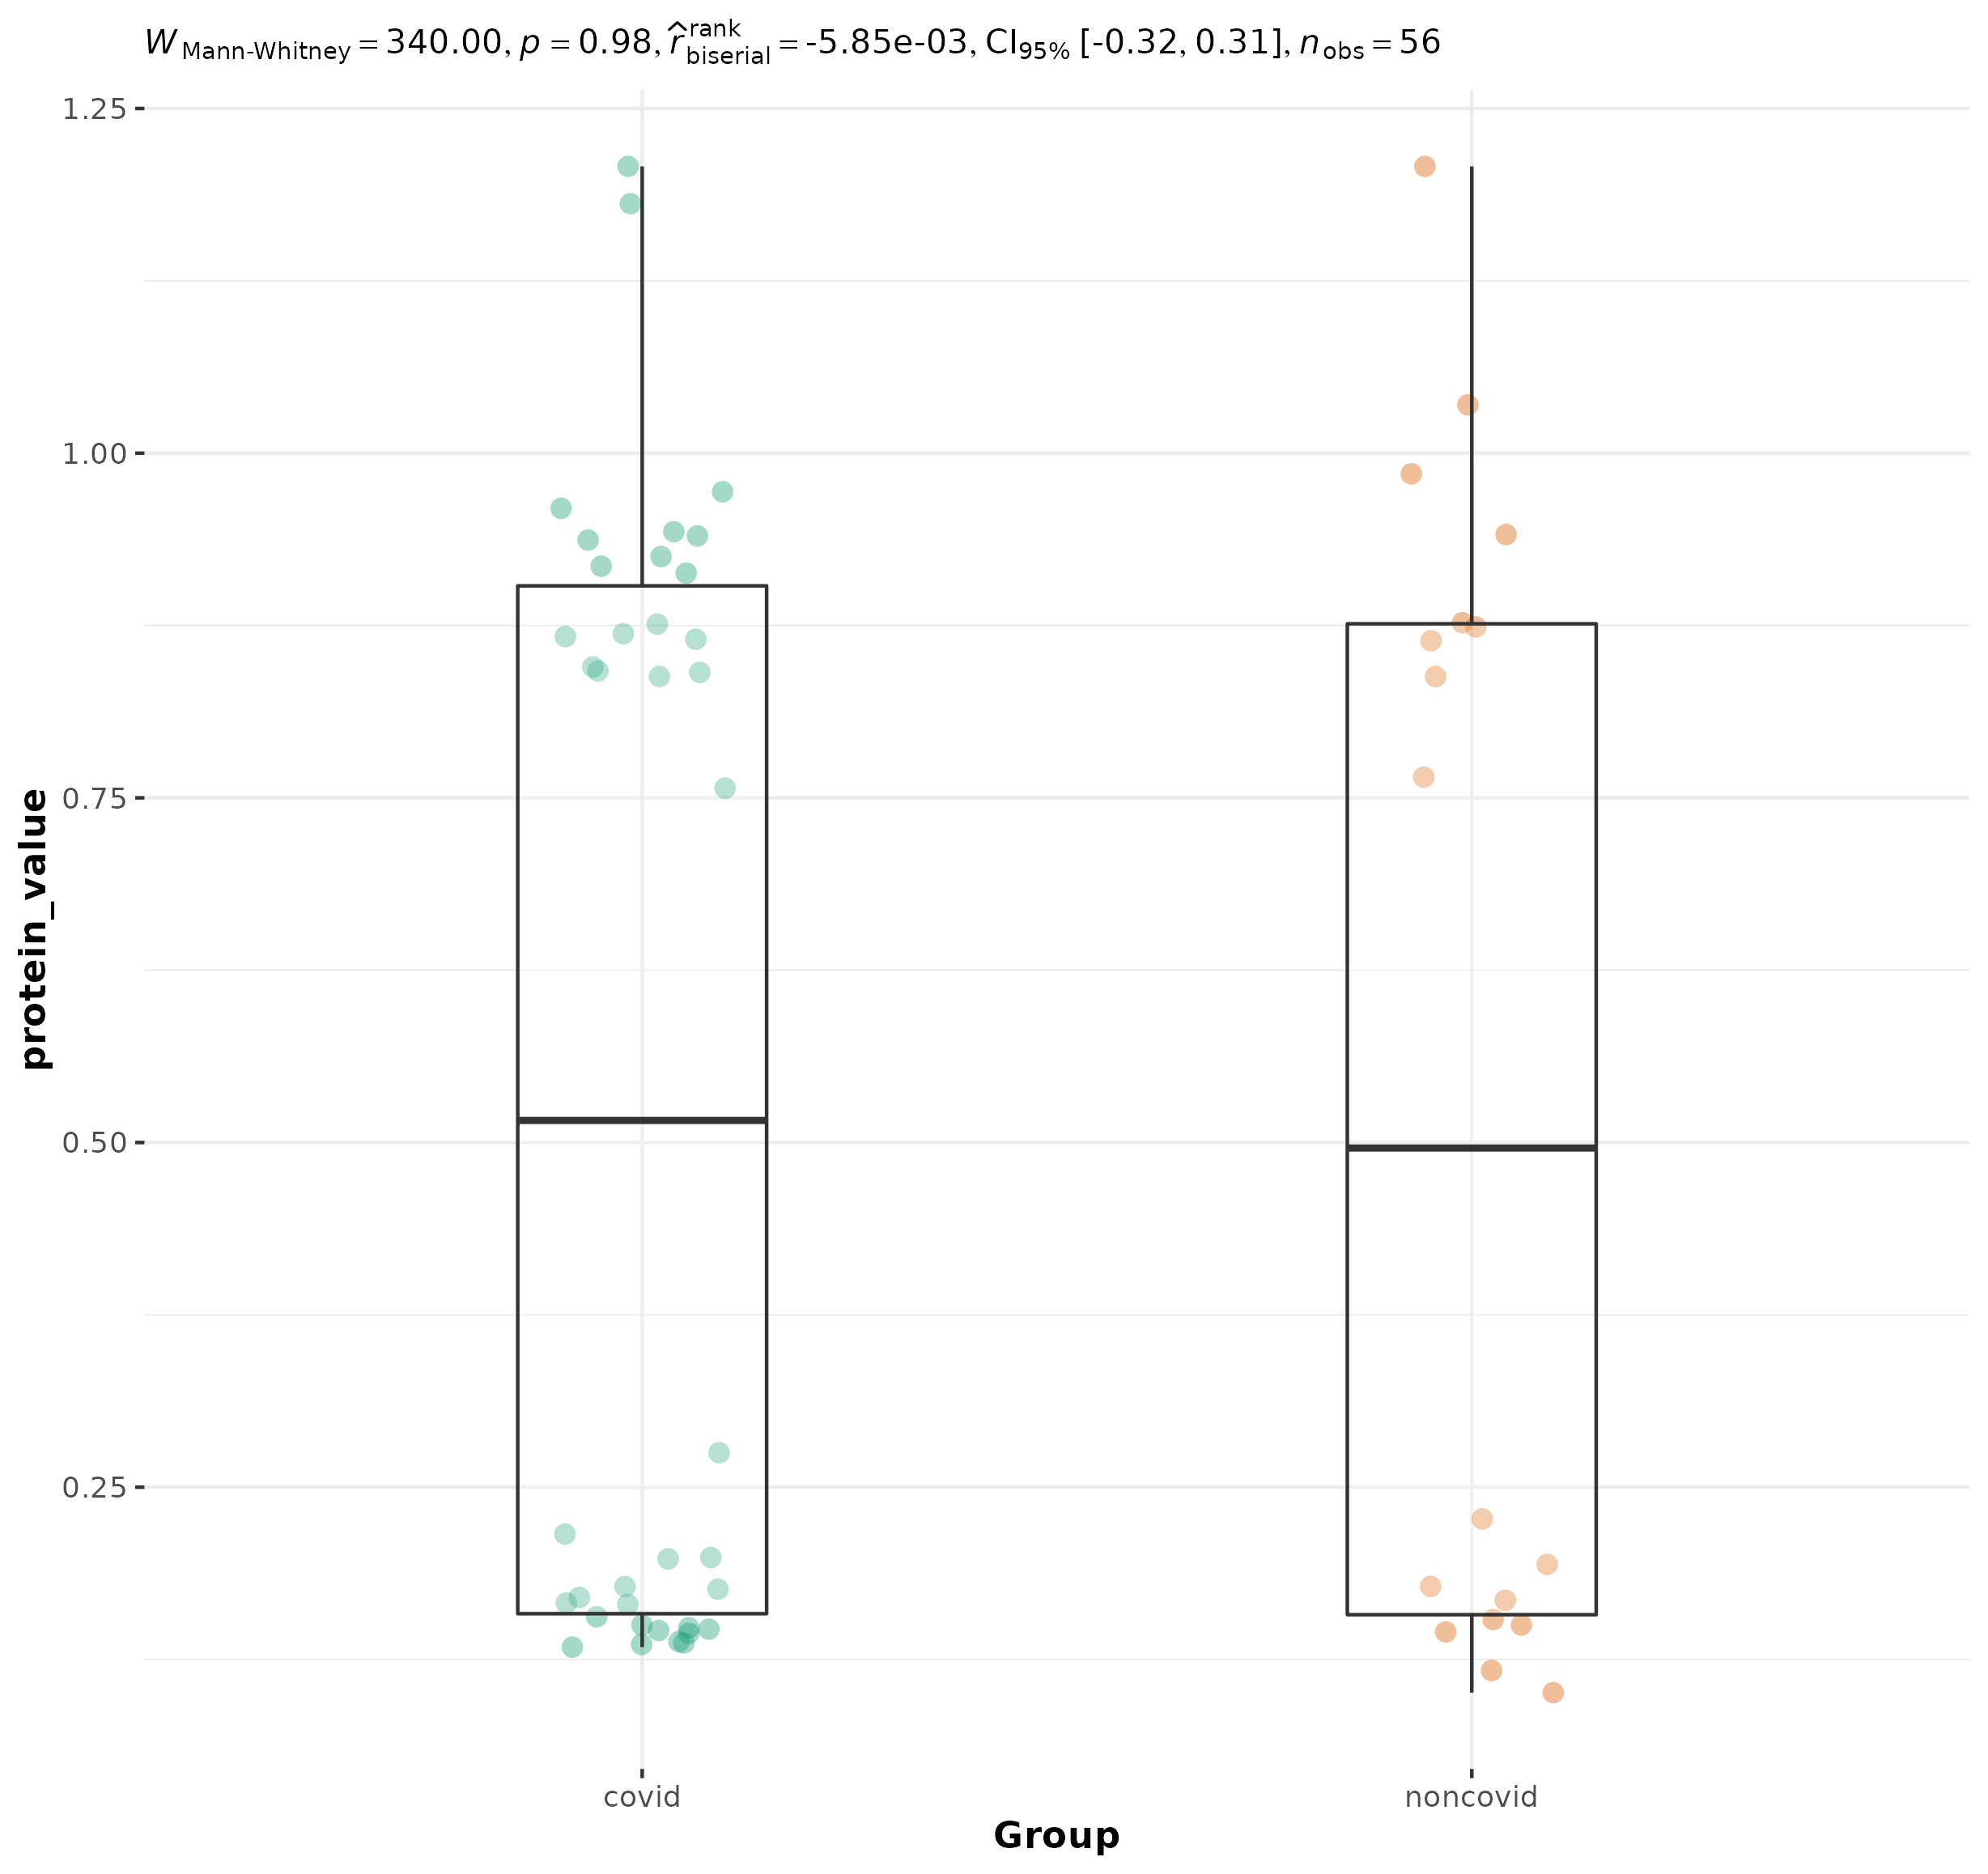 W Mann-Whitney = 340.00, p = 0.98, r̂ rank biserial = -5.85e-03, CI95% [-0.32, 0.31], n obs = 56
1.25
1.00
0.75
0.50
0.25
protein_value
covid noncovid
Group